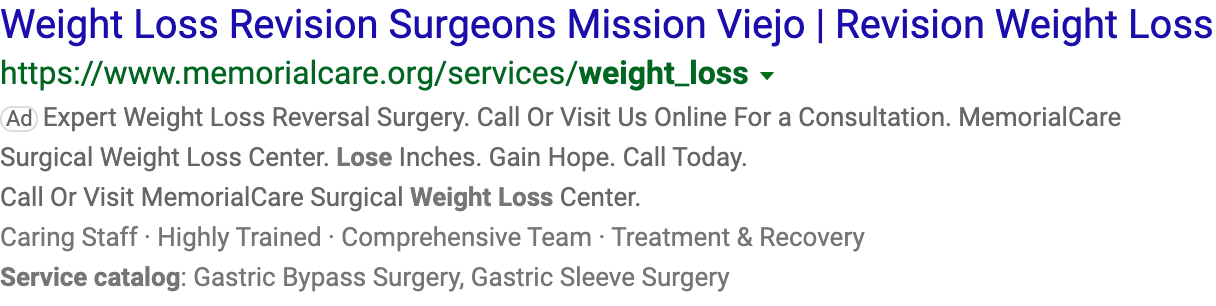 Weight Loss Revision Surgeons Mission Viejo | Revision Weight Loss
https://www.memorialcare.org/services/weight_loss
Ad Expert Weight Loss Reversal Surgery. Call Or Visit Us Online For a Consultation. MemorialCare
Surgical Weight Loss Center. Lose Inches. Gain Hope. Call Today.
Call Or Visit MemorialCare Surgical Weight Loss Center.
Caring Staff · Highly Trained · Comprehensive Team · Treatment & Recovery
Service catalog: Gastric Bypass Surgery, Gastric Sleeve Surgery